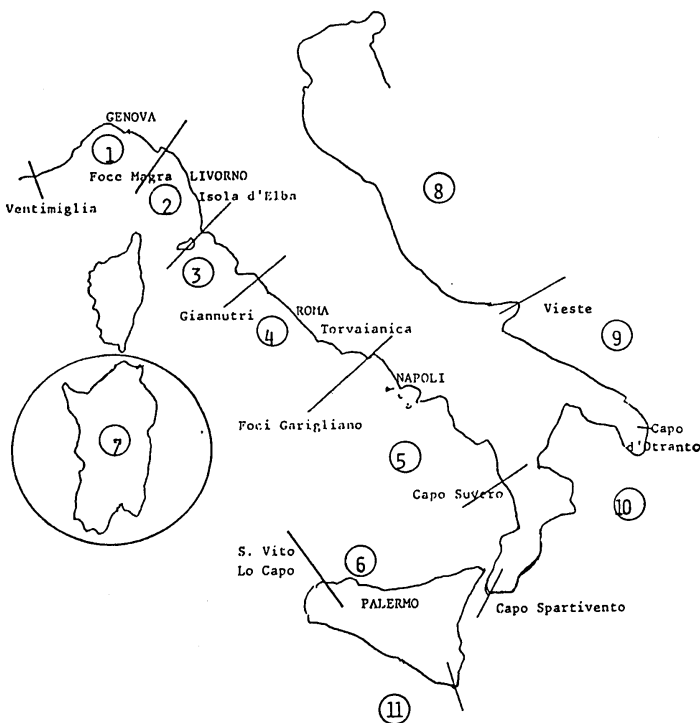 GENOVA
1
Foce Magra
LIVORNO
Isola d'Elba
Ventimiglia
2
8
3
Giannutri
ROMA
4
Torvaianica
Vieste
9
NAPOLI
Foci Garigliano
Capo
d'Otranto
7
5
Capo Suvero
10
S. Vito
Lo Capo
6
PALERMO
Capo Spartivento
11